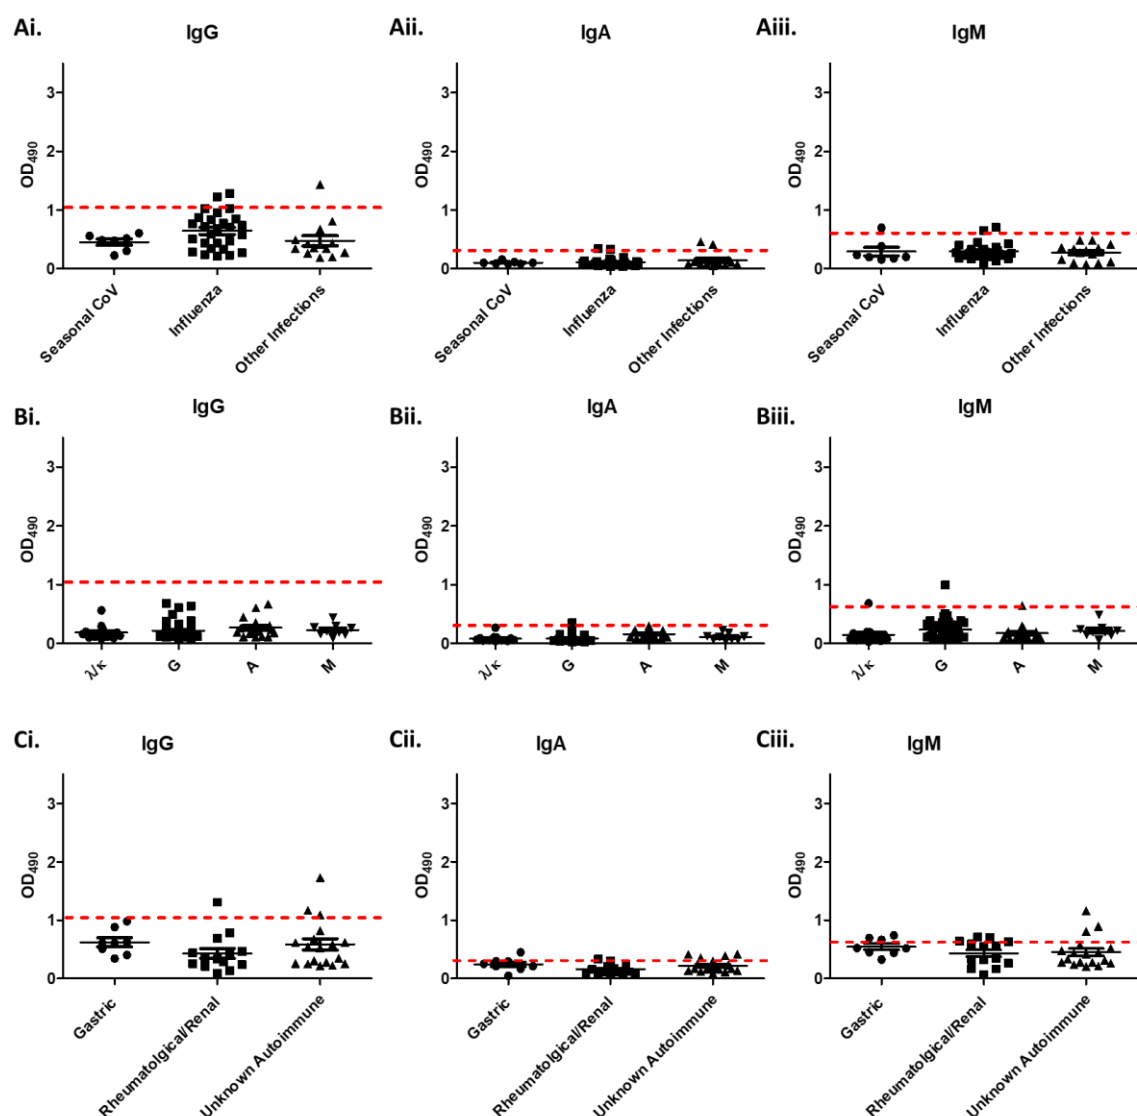 Ai.
IgG
OD490
3
2
1
0
Seasonal CoV
Influenza
Other Infections
Aii.
IgA
OD490
3
2
1
0
Seasonal CoV
Influenza
Other Infections
Aiii.
IgM
OD490
3
2
1
0
Seasonal CoV
Influenza
Other Infections
Bi.
IgG
OD490
3
2
1
0
λ/κ
G
A
M
Bii.
IgA
OD490
3
2
1
0
λ/κ
G
A
M
Biii.
IgM
OD490
3
2
1
0
λ/κ
G
A
M
Ci.
IgG
OD490
3
2
1
0
Gastric
Rheumatolgical/Renal
Unknown Autoimmune
Cii.
IgA
OD490
3
2
1
0
Gastric
Rheumatolgical/Renal
Unknown Autoimmune
Ciii.
IgM
OD490
3
2
1
0
Gastric
Rheumatolgical/Renal
Unknown Autoimmune